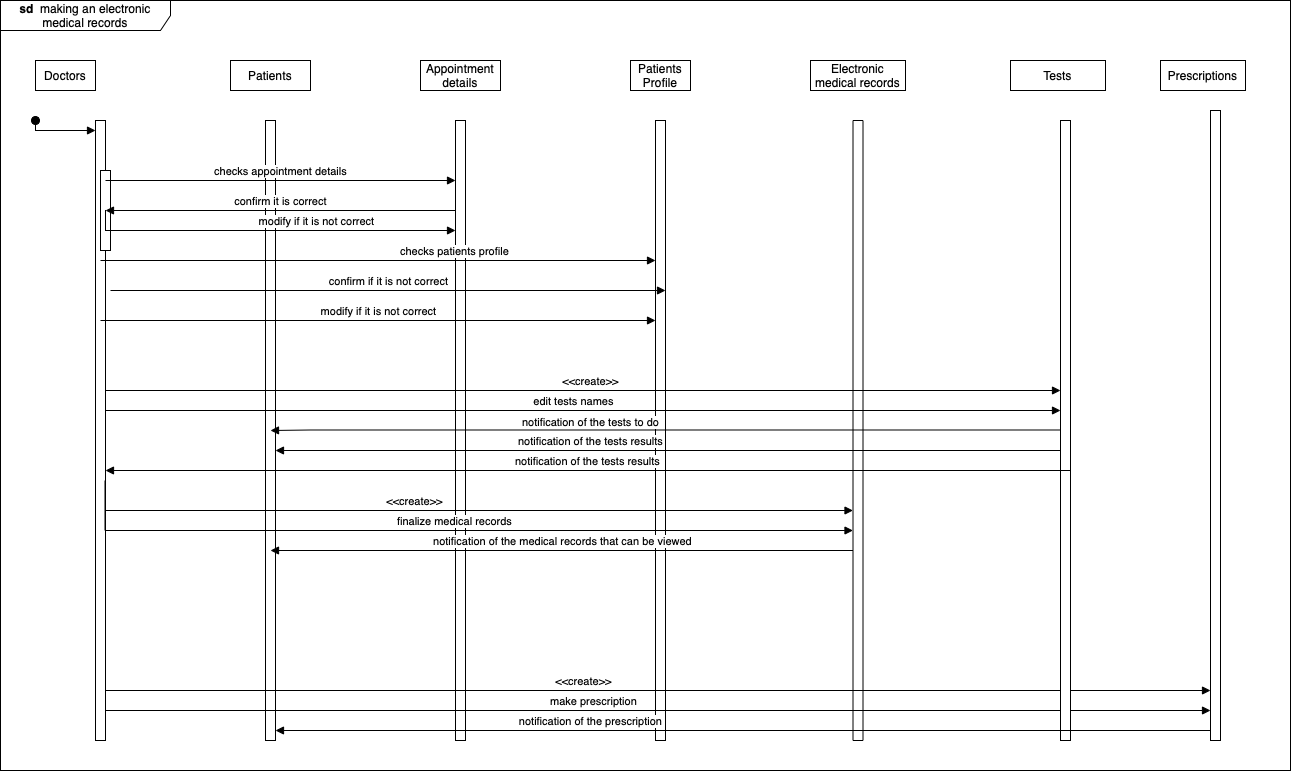 sd making an electronic
medical records
Doctors
Patients
Appointment
details
Patients
Profile
Electronic
medical records
Tests
Prescriptions
checks appointment details
confirm it is correct
modify if it is not correct
checks patients profile
confirm if it is not correct
modify if it is not correct
<<create>>
edit tests names
notification of the tests to do
notification of the tests results
notification of the tests results
<<create>>
finalize medical records
notification of the medical records that can be viewed
<<create>>
make prescription
notification of the prescription